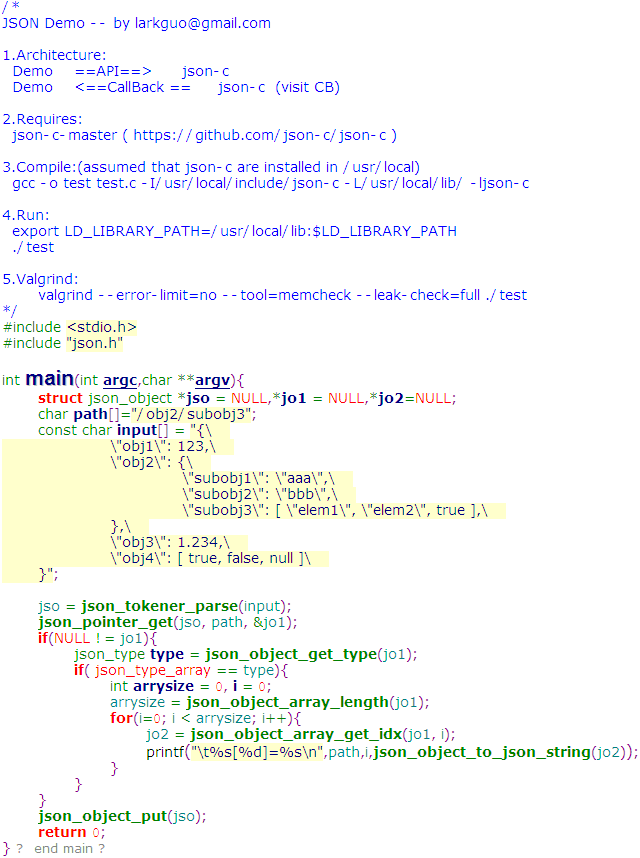 /*
JSON Demo -- by larkguo@gmail.com
1.Architecture:
Demo ==API==> json-c
Demo <==CallBack == json-c (visit CB)
2.Requires:
json-c-master ( https://github.com/json-c/json-c )
3.Compile:(assumed that json-c are installed in /usr/local)
gcc -o test test.c -I/usr/local/include/json-c -L/usr/local/lib/ -ljson-c
4.Run:
export LD_LIBRARY_PATH=/usr/local/lib:$LD_LIBRARY_PATH
./test
5.Valgrind:
valgrind --error-limit=no --tool=memcheck --leak-check=full ./test
*/
#include <stdio.h>
#include "json.h"
int main(int argc,char **argv){
struct json_object *jso = NULL,*jo1 = NULL,*jo2=NULL;
char path[]="/obj2/subobj3";
const char input[] = "{\
\"obj1\": 123,\
\"obj2\": {\
\"subobj1\": \"aaa\",\
\"subobj2\": \"bbb\",\
\"subobj3\": [ \"elem1\", \"elem2\", true ],\
},\
\"obj3\": 1.234,\
\"obj4\": [ true, false, null ]\
}";
jso = json_tokener_parse(input);
json_pointer_get(jso, path, &jo1);
if(NULL != jo1){
json_type type = json_object_get_type(jo1);
if( json_type_array == type){
int arrysize = 0, i = 0;
arrysize = json_object_array_length(jo1);
for(i=0; i < arrysize; i++){
jo2 = json_object_array_get_idx(jo1, i);
printf("\t%s[%d]=%s\n",path,i,json_object_to_json_string(jo2));
}
}
}
json_object_put(jso);
return 0;
} ? end main ?